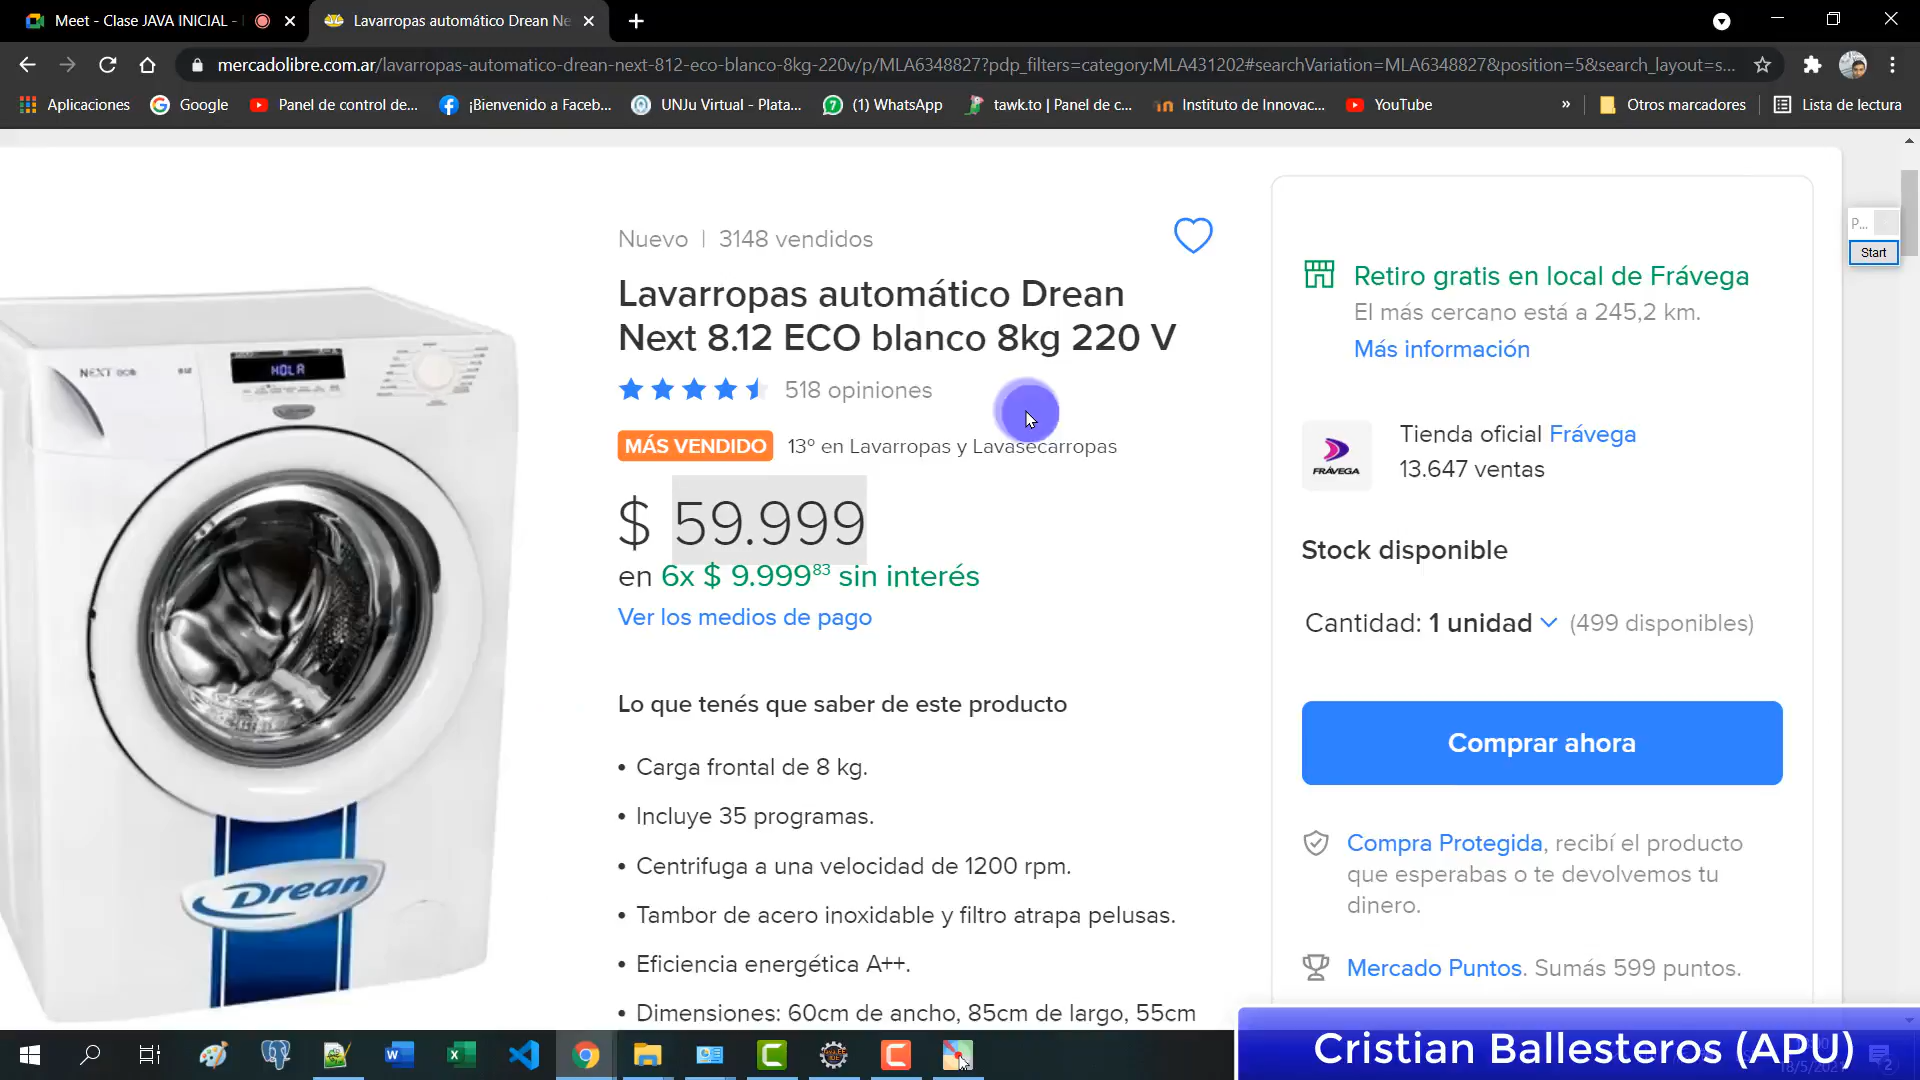 Meet - Clase JAVA INICIAL -
Lavarropas automático Drean Ne
mercadolibre.com.ar/lavarropas-automatico-drean-next-812-eco-blanco-8kg-220v/p/MLA6348827?pdp_filters=category:MLA431202#searchVariation=MLA6348827&position=5&search_layout=s...
Aplicaciones
Google
Panel de control de...
¡Bienvenido a Faceb...
UNJu Virtual - Plata...
(1) WhatsApp
tawk.to | Panel de c...
Instituto de Innovac...
YouTube
»
Otros marcadores
Lista de lectura
P...
Start
Nuevo | 3148 vendidos
Lavarropas automático Drean
Next 8.12 ECO blanco 8kg 220 V
518 opiniones
MÁS VENDIDO 13º en Lavarropas y Lavasecarropas
$ 59.999
en 6x $ 9.999 83 sin interés
Ver los medios de pago
Lo que tenés que saber de este producto
• Carga frontal de 8 kg.
• Incluye 35 programas.
• Centrifuga a una velocidad de 1200 rpm.
• Tambor de acero inoxidable y filtro atrapa pelusas.
• Eficiencia energética A++.
• Dimensiones: 60cm de ancho, 85cm de largo, 55cm
NEXT eco
HOLA
Drean
Retiro gratis en local de Frávega
El más cercano está a 245,2 km.
Más información
FRÁVEGA
Tienda oficial Frávega
13.647 ventas
Stock disponible
Cantidad: 1 unidad (499 disponibles)
Comprar ahora
Compra Protegida, recibí el producto
que esperabas o te devolvemos tu
dinero.
Mercado Puntos. Sumás 599 puntos.
Cristian Ballesteros (APU)